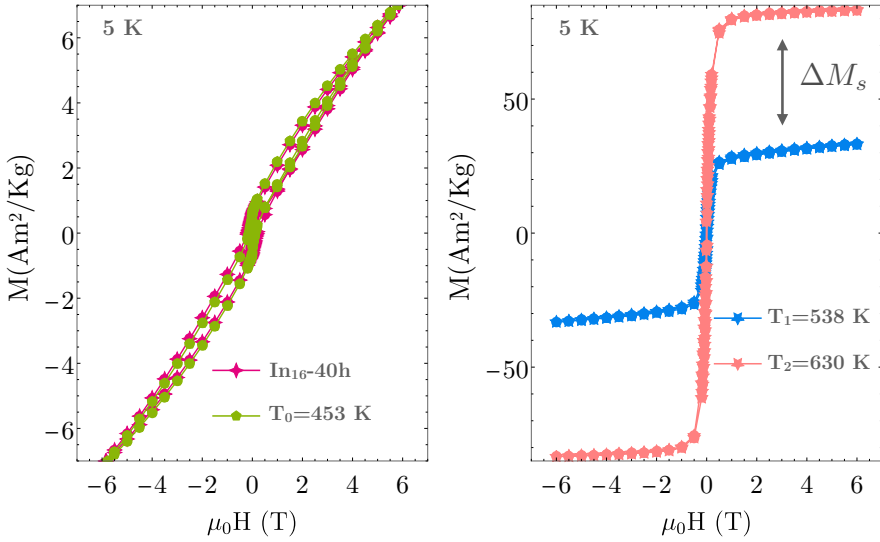 5 K
M(Am²/Kg)
6
4
2
0
−2
−4
−6
In₁₆-40h
T₀=453 K
−6 −4 −2 0 2 4 6
μ₀H (T)
5 K
ΔMₛ
M(Am²/Kg)
50
0
−50
T₁=538 K
T₂=630 K
−6 −4 −2 0 2 4 6
μ₀H (T)